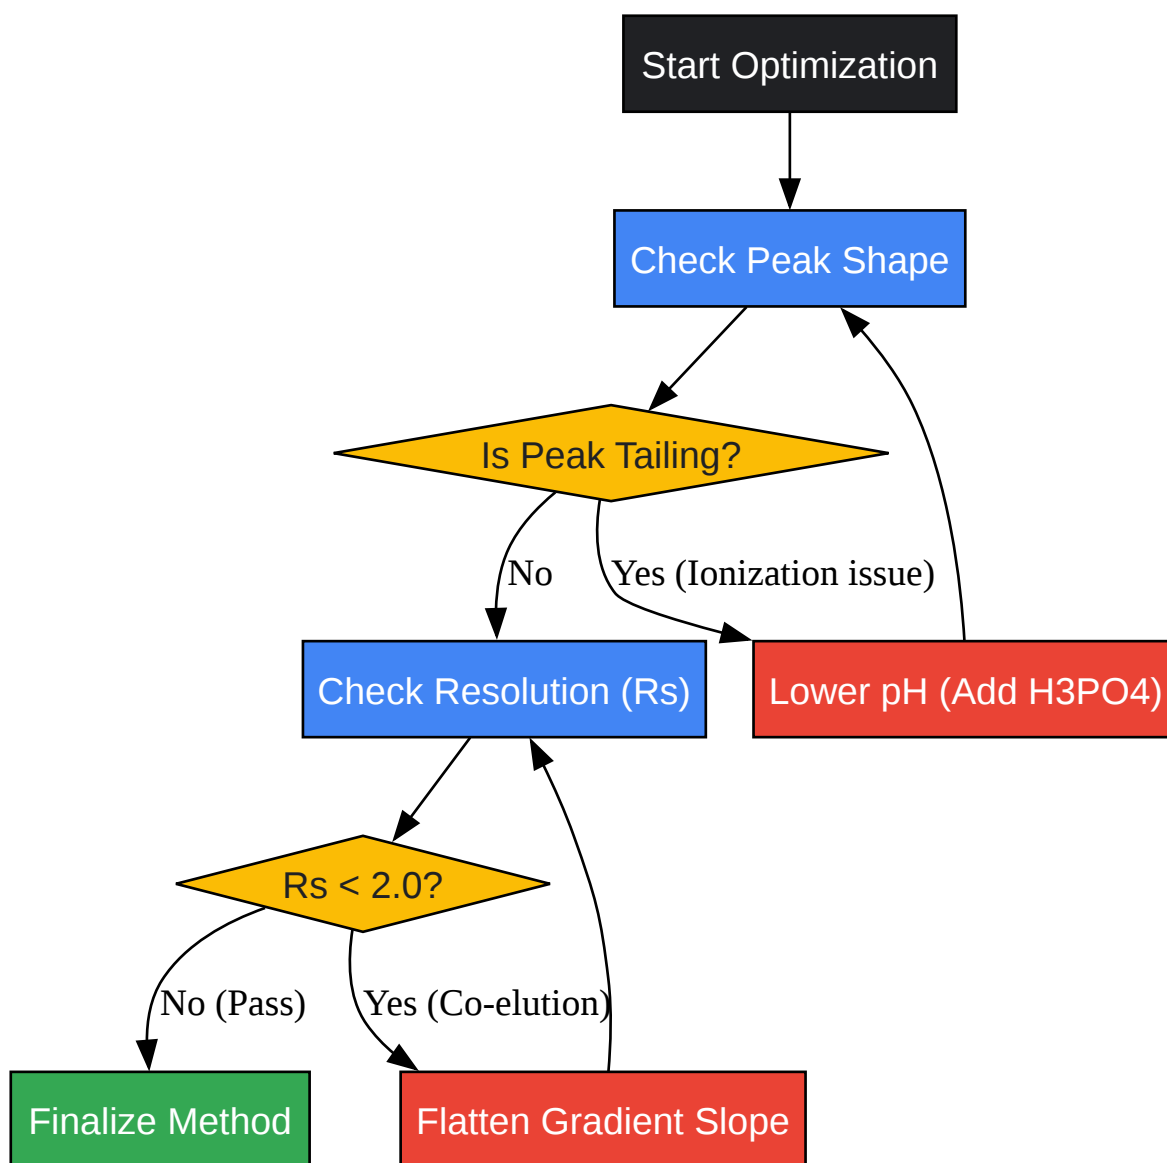 Start Optimization
Check Peak Shape
Is Peak Tailing?
No
Yes (Ionization issue)
Check Resolution (Rs)
Lower pH (Add H3PO4)
Rs < 2.0?
No (Pass)
Yes (Co-elution)
Finalize Method
Flatten Gradient Slope